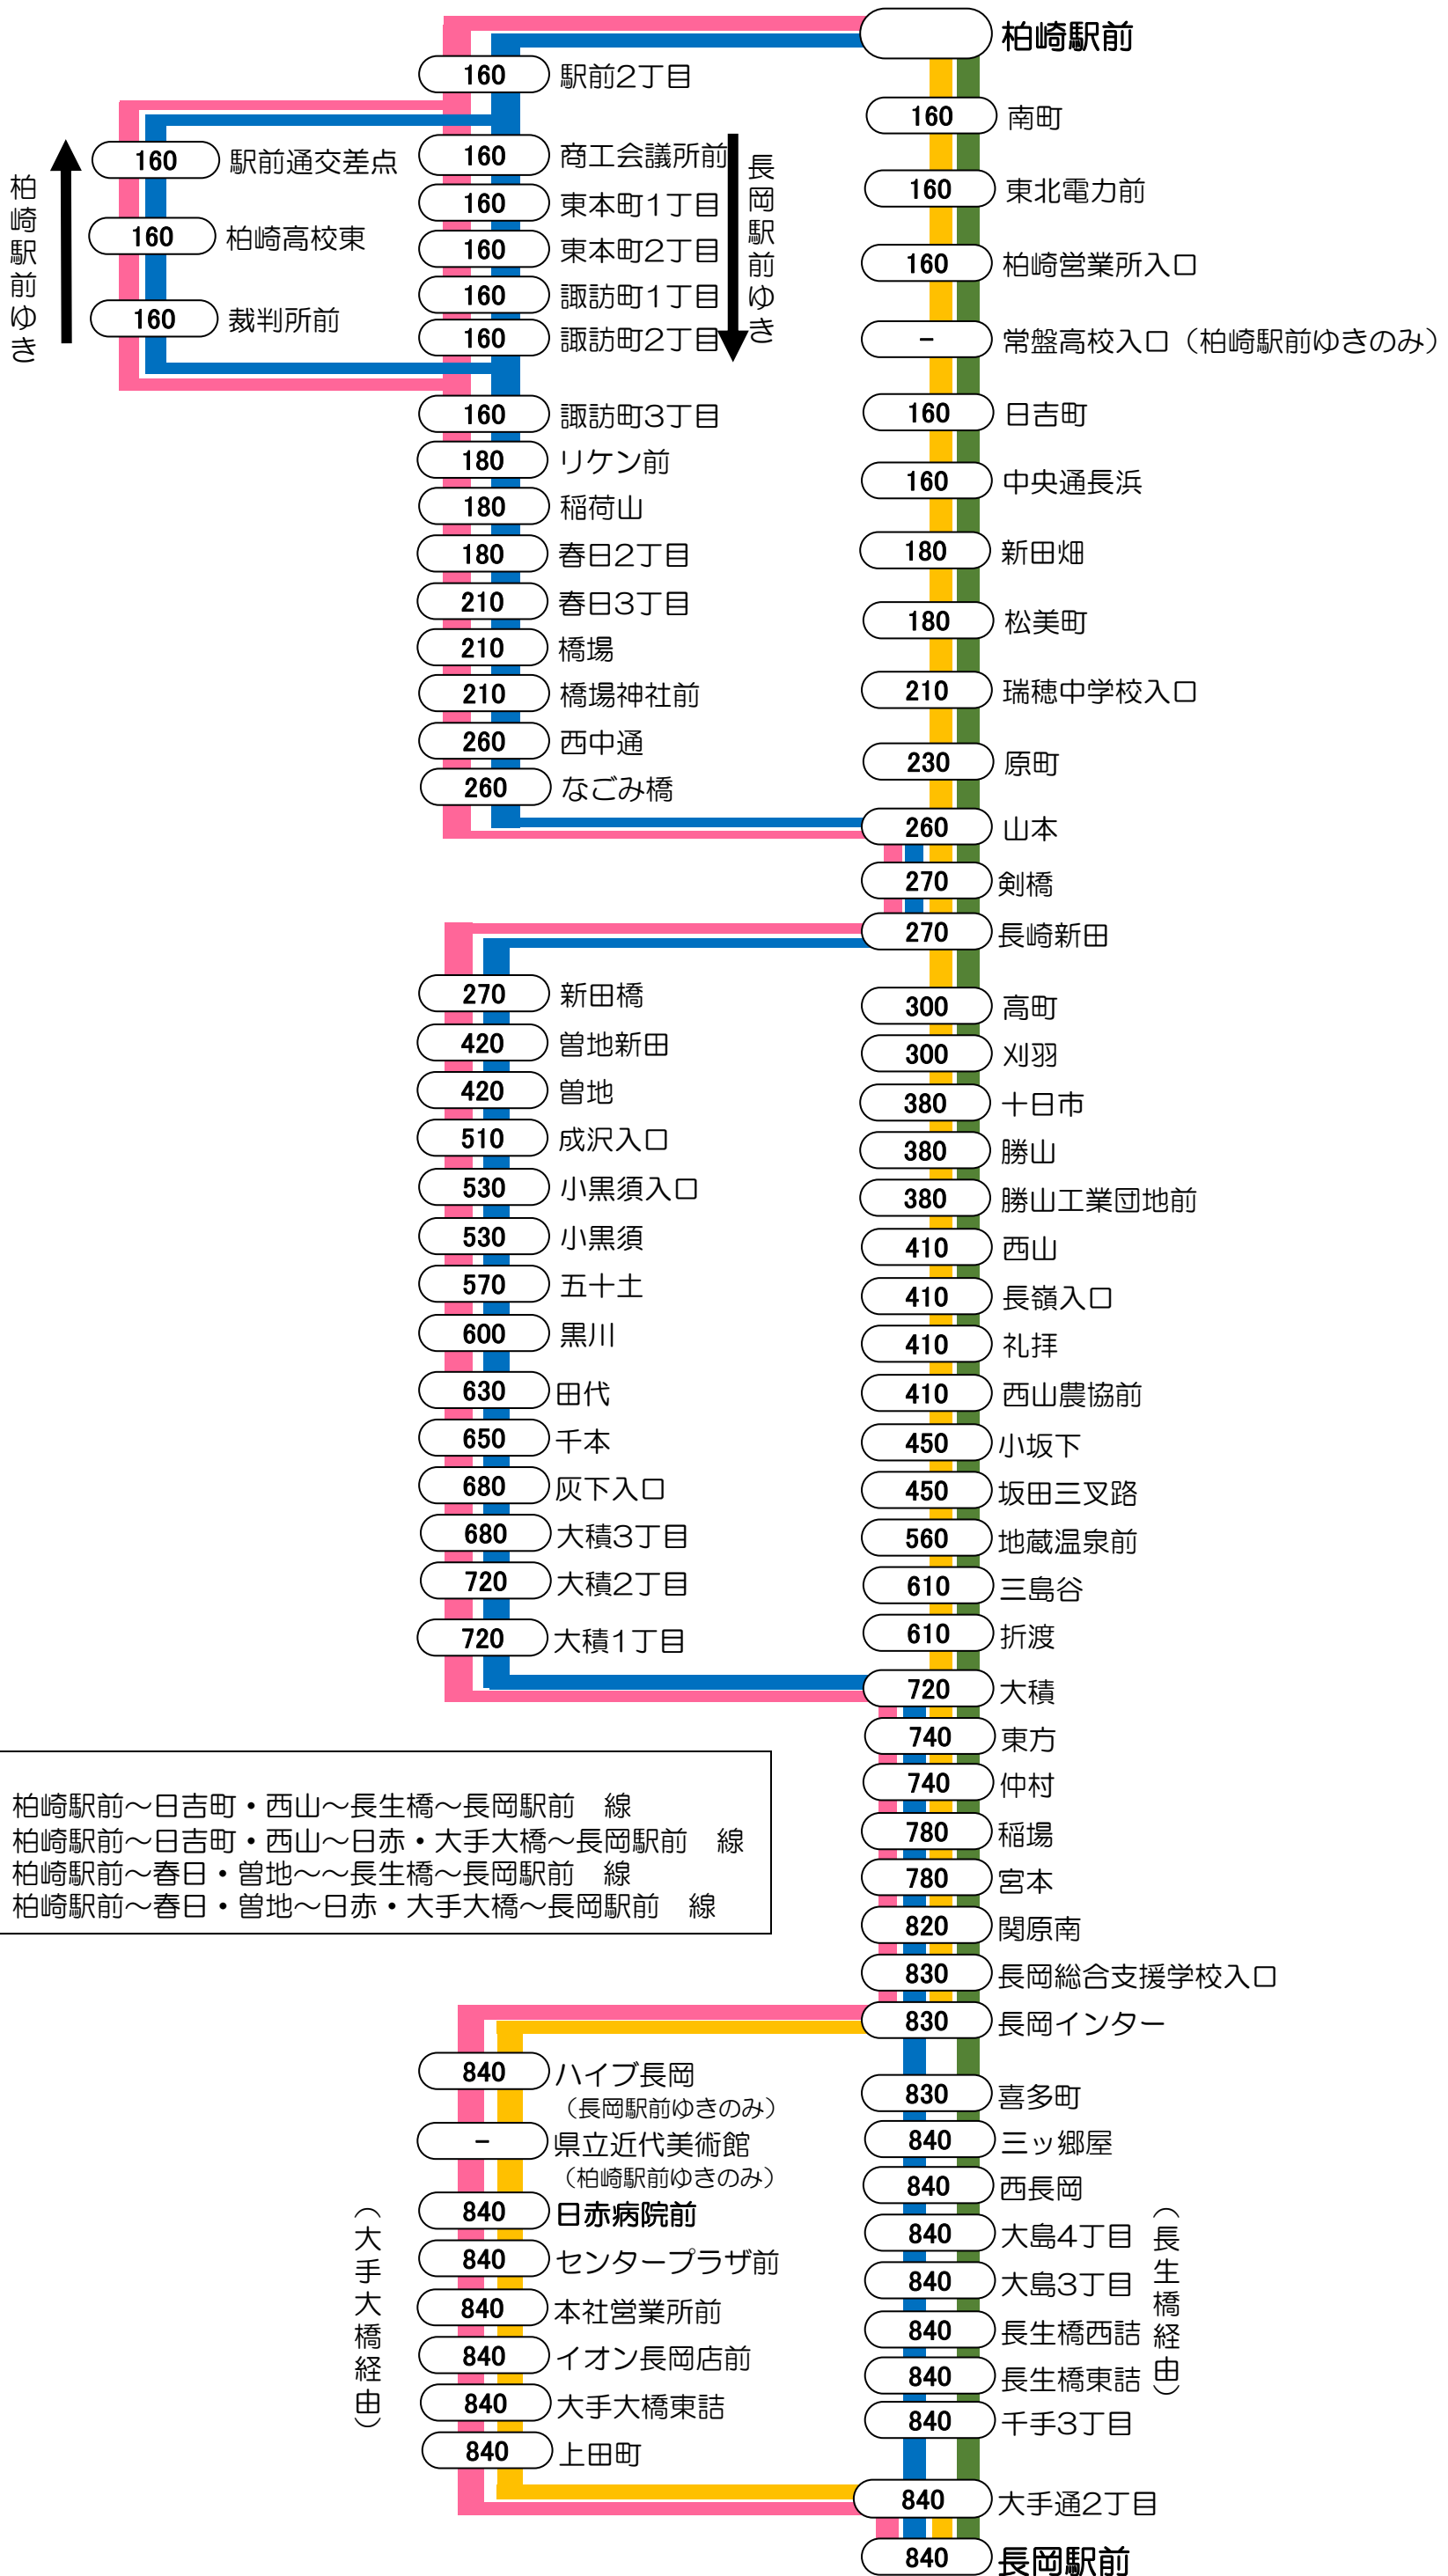 柏崎駅前
160 駅前2丁目
160 駅前通交差点
160 柏崎高校東
160 裁判所前
柏崎駅前ゆき
160 商工会議所前
160 東本町1丁目
160 東本町2丁目
160 諏訪町1丁目
160 諏訪町2丁目
長岡駅前ゆき
160 諏訪町3丁目
180 リケン前
180 稲荷山
180 春日2丁目
210 春日3丁目
210 橋場
210 橋場神社前
260 西中通
260 なごみ橋
160 南町
160 東北電力前
160 柏崎営業所入口
− 常盤高校入口（柏崎駅前ゆきのみ）
160 日吉町
160 中央通長浜
180 新田畑
180 松美町
210 瑞穂中学校入口
230 原町
260 山本
270 剣橋
270 長崎新田
270 新田橋
420 曽地新田
420 曽地
510 成沢入口
530 小黒須入口
530 小黒須
570 五十土
600 黒川
630 田代
650 千本
680 灰下入口
680 大積3丁目
720 大積2丁目
720 大積1丁目
300 高町
300 刈羽
380 十日市
380 勝山
380 勝山工業団地前
410 西山
410 長嶺入口
410 礼拝
410 西山農協前
450 小坂下
450 坂田三叉路
560 地蔵温泉前
610 三島谷
610 折渡
720 大積
740 東方
740 仲村
780 稲場
780 宮本
820 関原南
830 長岡総合支援学校入口
830 長岡インター
柏崎駅前～日吉町・西山～長生橋～長岡駅前　線
柏崎駅前～日吉町・西山～日赤・大手大橋～長岡駅前　線
柏崎駅前～春日・曽地～～長生橋～長岡駅前　線
柏崎駅前～春日・曽地～日赤・大手大橋～長岡駅前　線
840 ハイブ長岡
（長岡駅前ゆきのみ）
− 県立近代美術館
（柏崎駅前ゆきのみ）
840 日赤病院前
840 センタープラザ前
840 本社営業所前
840 イオン長岡店前
840 大手大橋東詰
840 上田町
（大手大橋経由）
830 喜多町
840 三ッ郷屋
840 西長岡
840 大島4丁目
840 大島3丁目
840 長生橋西詰
840 長生橋東詰
840 千手3丁目
（長生橋経由）
840 大手通2丁目
840 長岡駅前